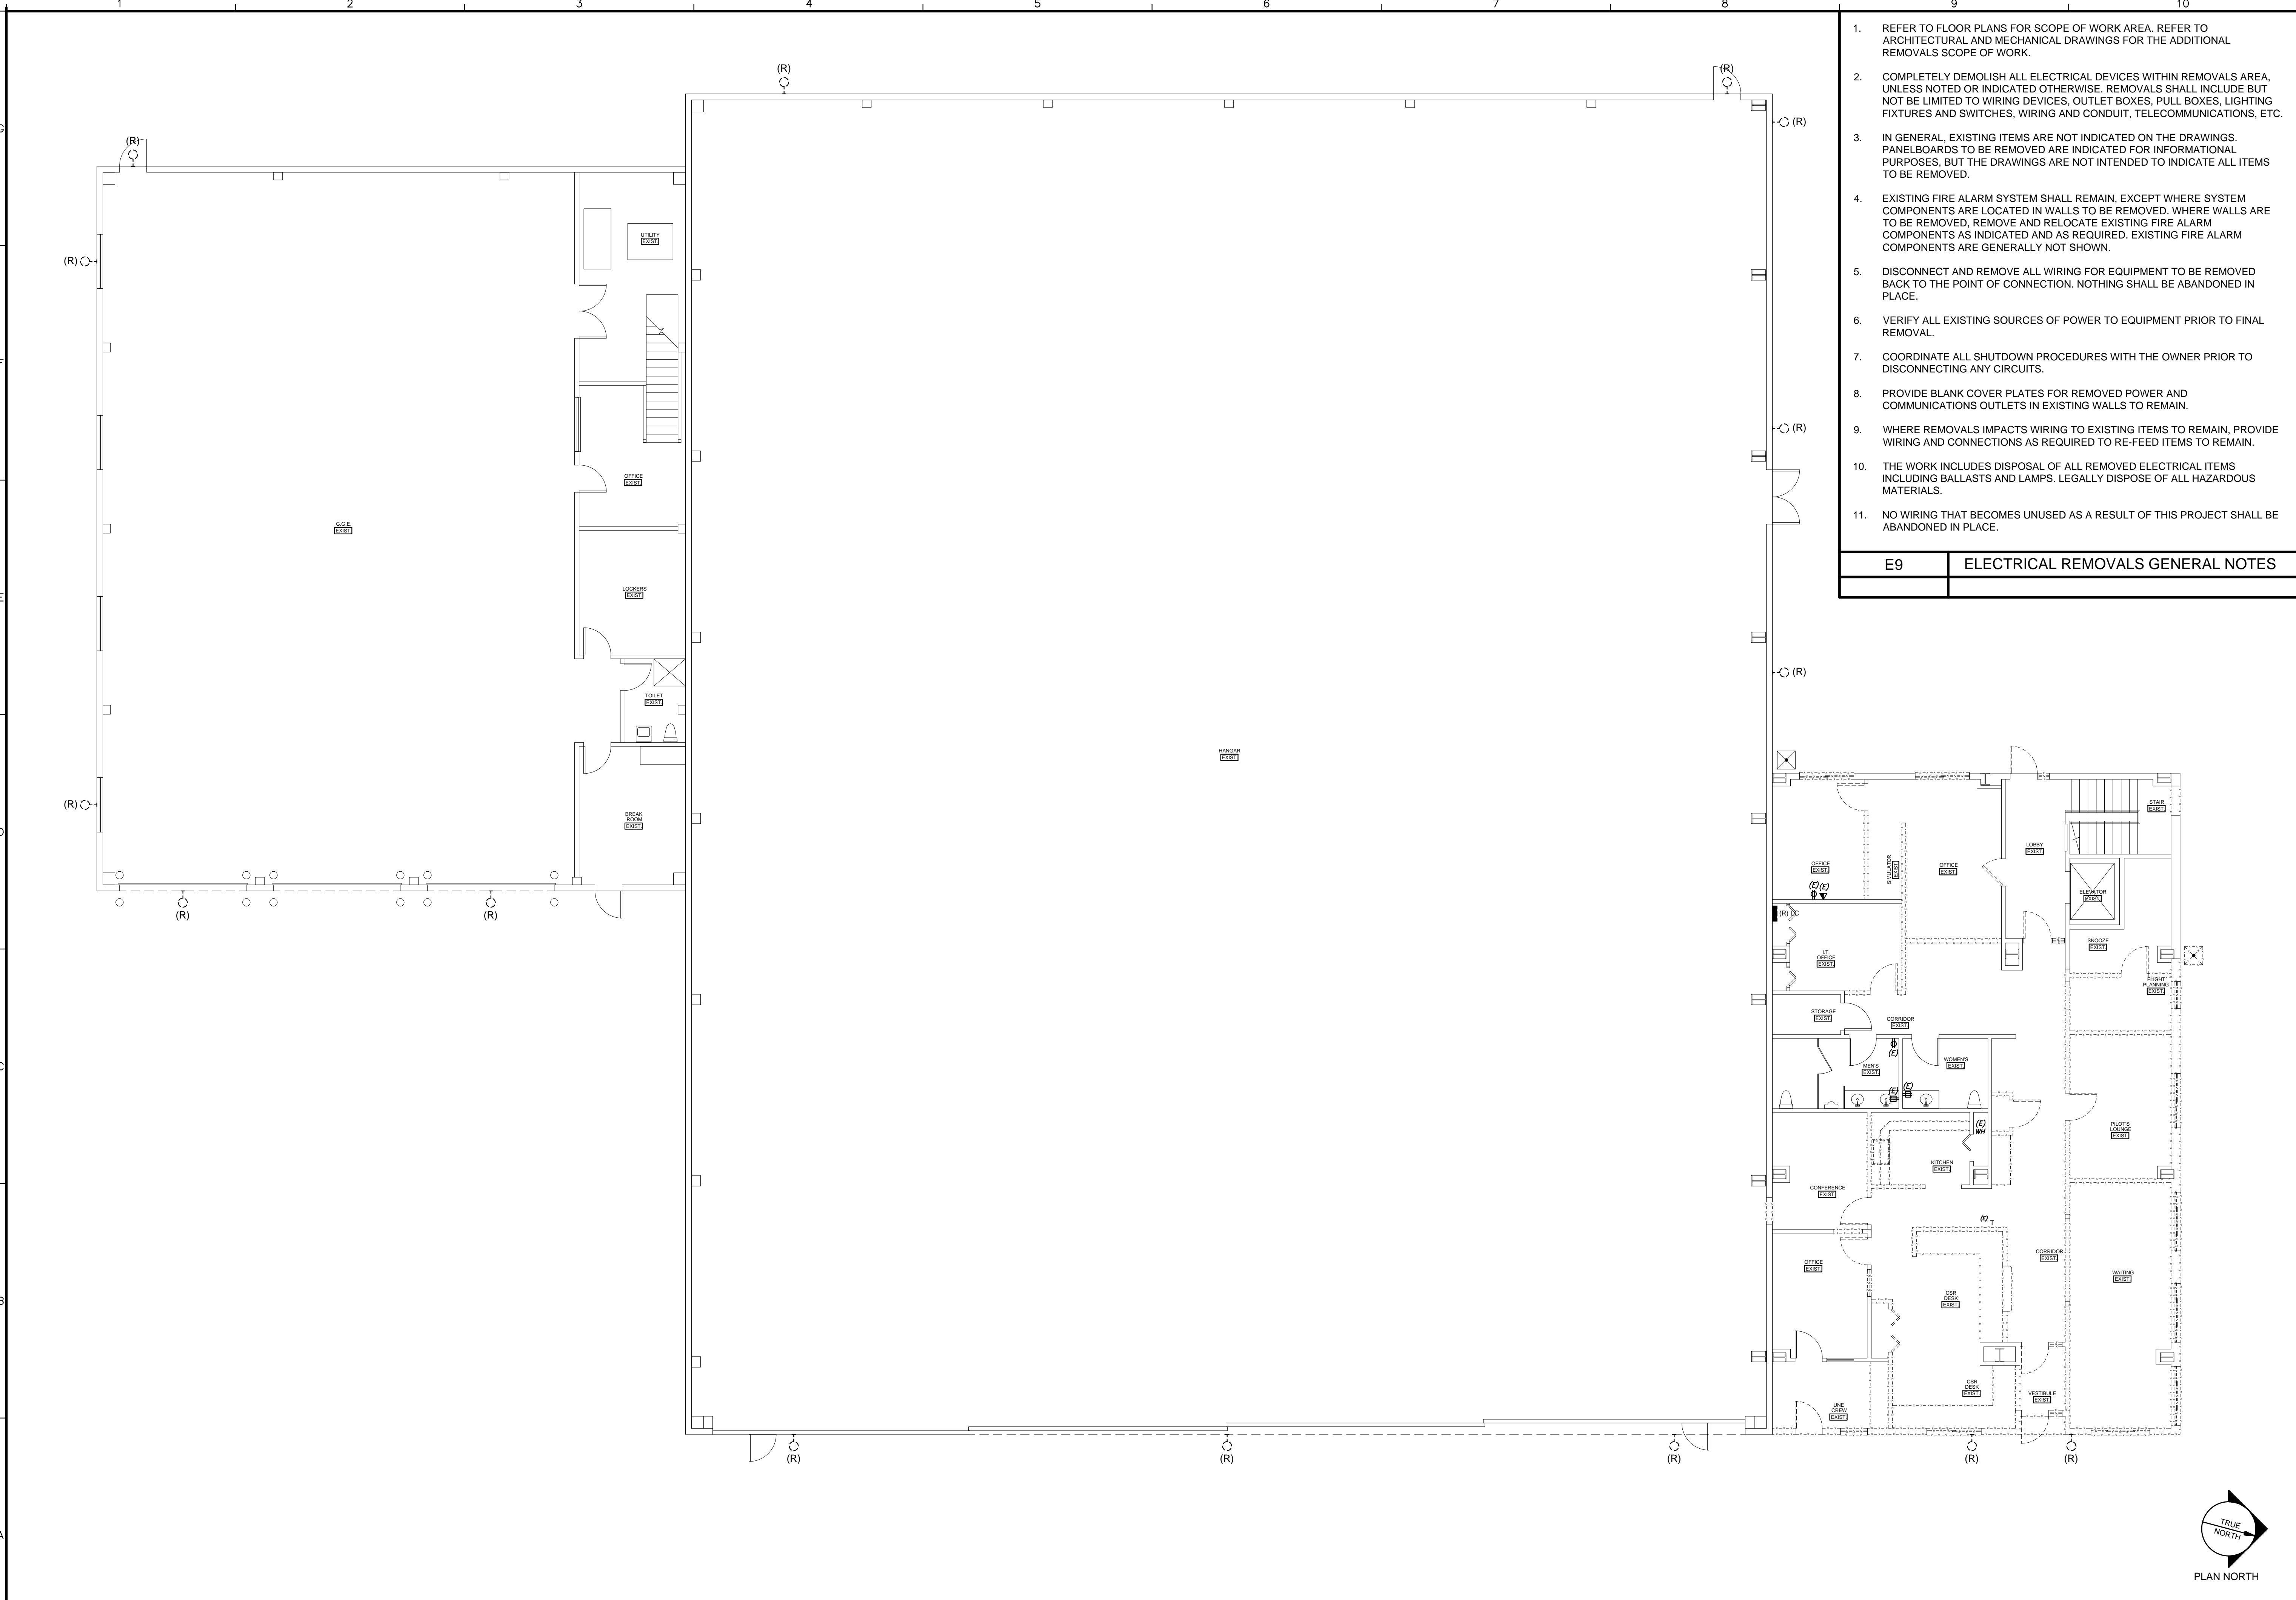 1 2 3 4 5 6 7 8 9 10
1. REFER TO FLOOR PLANS FOR SCOPE OF WORK AREA. REFER TO
ARCHITECTURAL AND MECHANICAL DRAWINGS FOR THE ADDITIONAL
REMOVALS SCOPE OF WORK.
2. COMPLETELY DEMOLISH ALL ELECTRICAL DEVICES WITHIN REMOVALS AREA,
UNLESS NOTED OR INDICATED OTHERWISE. REMOVALS SHALL INCLUDE BUT
NOT BE LIMITED TO WIRING DEVICES, OUTLET BOXES, PULL BOXES, LIGHTING
FIXTURES AND SWITCHES, WIRING AND CONDUIT, TELECOMMUNICATIONS, ETC.
3. IN GENERAL, EXISTING ITEMS ARE NOT INDICATED ON THE DRAWINGS.
PANELBOARDS TO BE REMOVED ARE INDICATED FOR INFORMATIONAL
PURPOSES, BUT THE DRAWINGS ARE NOT INTENDED TO INDICATE ALL ITEMS
TO BE REMOVED.
4. EXISTING FIRE ALARM SYSTEM SHALL REMAIN, EXCEPT WHERE SYSTEM
COMPONENTS ARE LOCATED IN WALLS TO BE REMOVED. WHERE WALLS ARE
TO BE REMOVED, REMOVE AND RELOCATE EXISTING FIRE ALARM
COMPONENTS AS INDICATED AND AS REQUIRED. EXISTING FIRE ALARM
COMPONENTS ARE GENERALLY NOT SHOWN.
5. DISCONNECT AND REMOVE ALL WIRING FOR EQUIPMENT TO BE REMOVED
BACK TO THE POINT OF CONNECTION. NOTHING SHALL BE ABANDONED IN
PLACE.
6. VERIFY ALL EXISTING SOURCES OF POWER TO EQUIPMENT PRIOR TO FINAL
REMOVAL.
7. COORDINATE ALL SHUTDOWN PROCEDURES WITH THE OWNER PRIOR TO
DISCONNECTING ANY CIRCUITS.
8. PROVIDE BLANK COVER PLATES FOR REMOVED POWER AND
COMMUNICATIONS OUTLETS IN EXISTING WALLS TO REMAIN.
9. WHERE REMOVALS IMPACTS WIRING TO EXISTING ITEMS TO REMAIN, PROVIDE
WIRING AND CONNECTIONS AS REQUIRED TO RE-FEED ITEMS TO REMAIN.
10. THE WORK INCLUDES DISPOSAL OF ALL REMOVED ELECTRICAL ITEMS
INCLUDING BALLASTS AND LAMPS. LEGALLY DISPOSE OF ALL HAZARDOUS
MATERIALS.
11. NO WIRING THAT BECOMES UNUSED AS A RESULT OF THIS PROJECT SHALL BE
ABANDONED IN PLACE.
E9 ELECTRICAL REMOVALS GENERAL NOTES
(R)
(R)
(R)
(R)
(R)
(R)
(R)
(R)
UTILITY
EXIST.
OFFICE
EXIST.
G.G.E.
EXIST.
LOCKERS
EXIST.
TOILET
EXIST.
BREAK
ROOM
EXIST.
(R)
(R)
HANGAR
EXIST.
STAIR
EXIST.
LOBBY
EXIST.
OFFICE
EXIST.
SIMULATOR
EXIST.
OFFICE
EXIST.
(E) (E)
ELEVATOR
EXIST.
(R) LC
SNOOZE
EXIST.
I.T.
OFFICE
EXIST.
FLIGHT
PLANNING
EXIST.
STORAGE
EXIST.
CORRIDOR
EXIST.
(E)
MEN'S
EXIST.
WOMEN'S
EXIST.
(E) (E)
(E)
WH
PILOT'S
LOUNGE
EXIST.
KITCHEN
EXIST.
CONFERENCE
EXIST.
(E) T
CORRIDOR
EXIST.
OFFICE
EXIST.
WAITING
EXIST.
CSR
DESK
EXIST.
CSR
DESK
EXIST.
VESTIBULE
EXIST.
LINE
CREW
EXIST.
(R)
(R)
(R)
(R)
(R)
TRUE
NORTH
PLAN NORTH